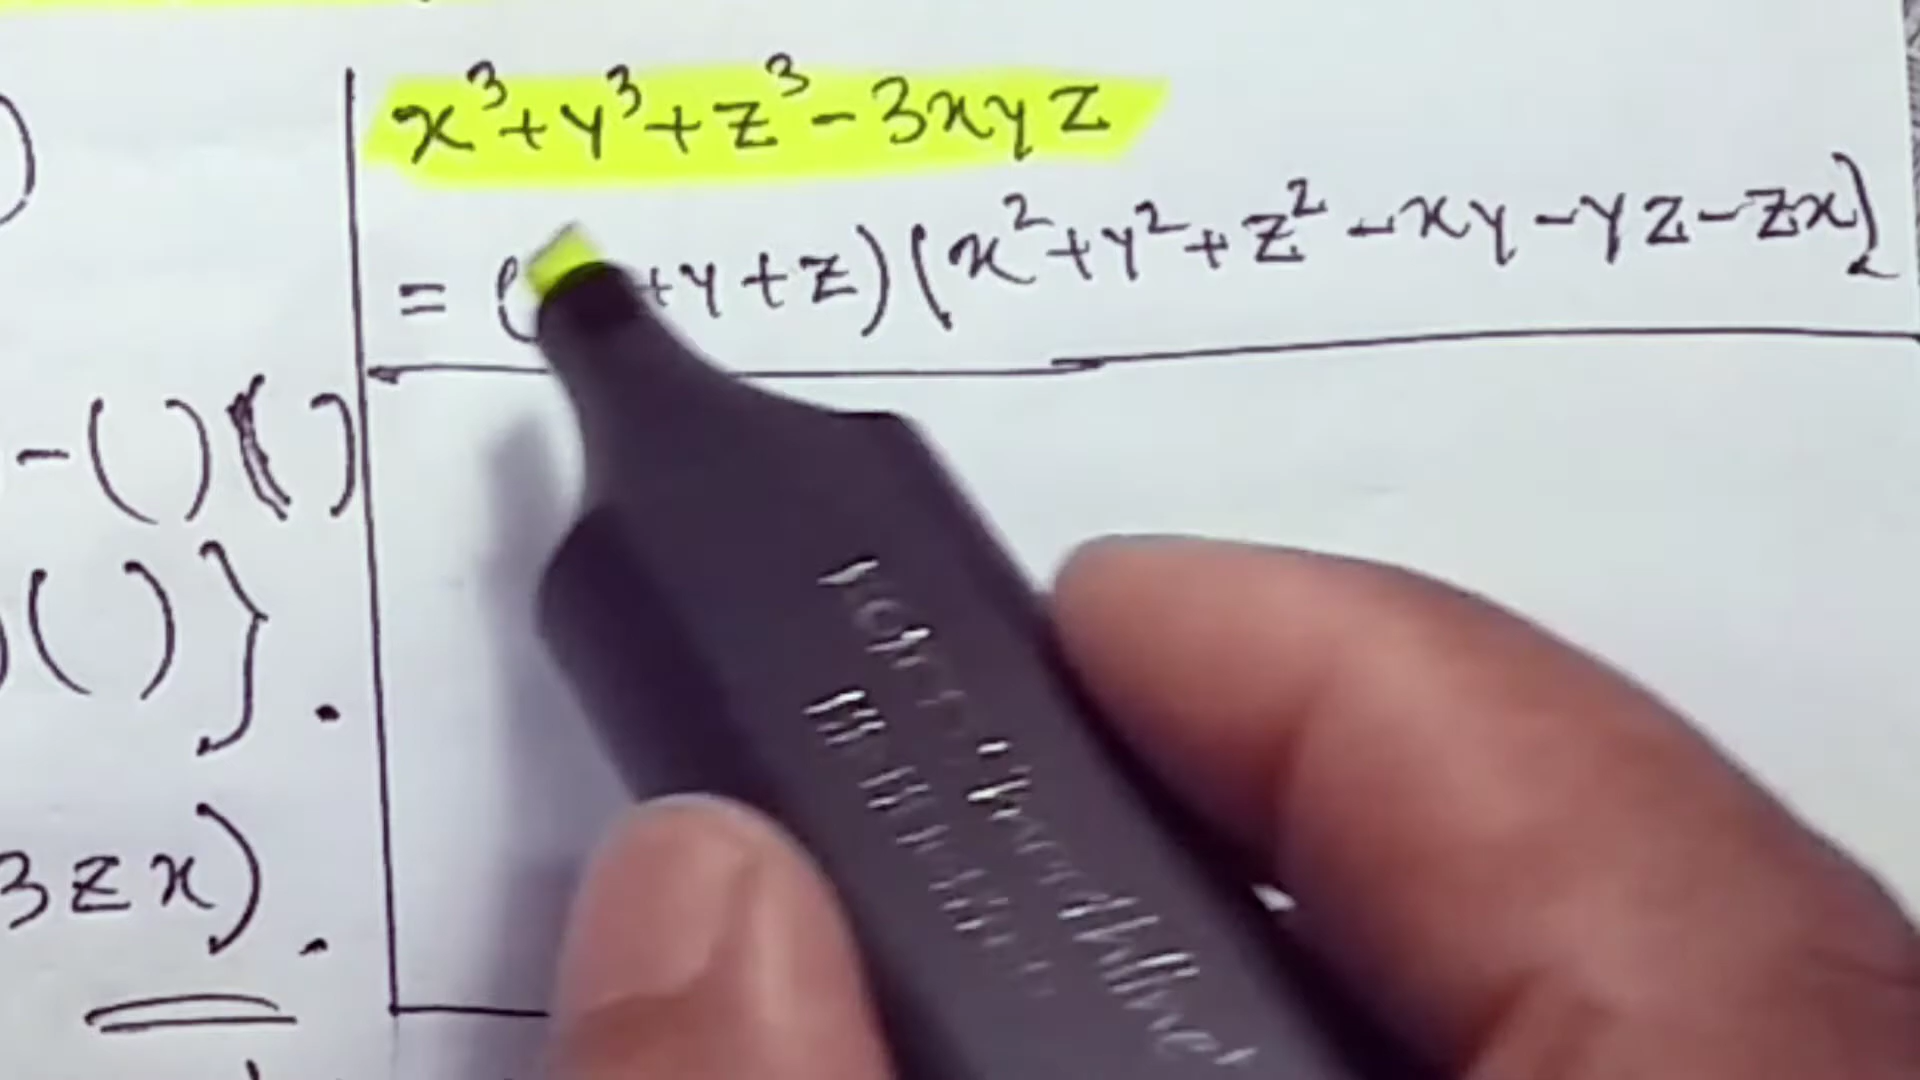 x³+y³+z³-3xyz
= ( +y+z)(x²+y²+z²-xy-yz-zx)
-( )( )
( )}.
3zx).